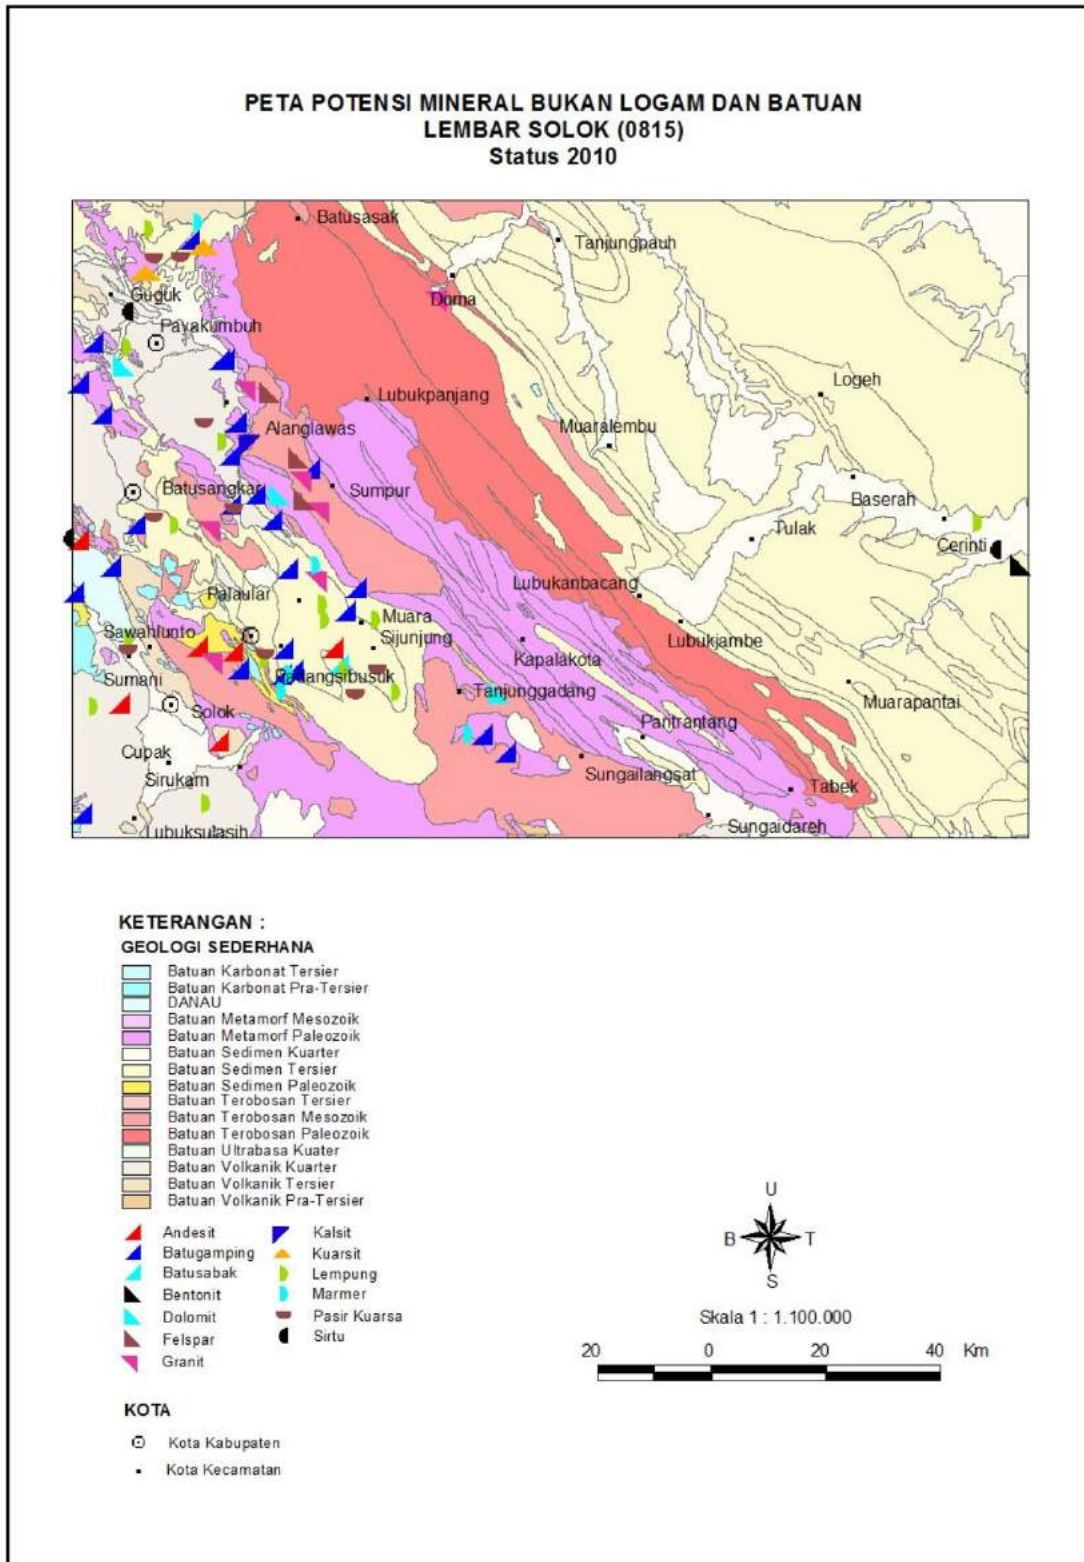 PETA POTENSI MINERAL BUKAN LOGAM DAN BATUAN
LEMBAR SOLOK (0815)
Status 2010
Batusasak
Tanjungpauh
Guguk
Doma
Payakumbuh
Logeh
Lubukpanjang
Alanglawas
Muaralembu
Batusangkar
Sumpur
Baserah
Tulak
Cerinti
Lubukanbacang
Palaular
Muara
Sijunjung
Sawahlunto
Lubukjambe
Kapalakota
Sumani
Padangsibusuk
Tanjunggadang
Muarapantai
Solok
Pantrantang
Cupak
Sirukam
Sungailangsat
Tabek
Lubuksulasih
Sungaidareh
KETERANGAN :
GEOLOGI SEDERHANA
Batuan Karbonat Tersier
Batuan Karbonat Pra-Tersier
DANAU
Batuan Metamorf Mesozoik
Batuan Metamorf Paleozoik
Batuan Sedimen Kuarter
Batuan Sedimen Tersier
Batuan Sedimen Paleozoik
Batuan Terobosan Tersier
Batuan Terobosan Mesozoik
Batuan Terobosan Paleozoik
Batuan Ultrabasa Kuater
Batuan Volkanik Kuarter
Batuan Volkanik Tersier
Batuan Volkanik Pra-Tersier
Andesit
Batugamping
Batusabak
Bentonit
Dolomit
Felspar
Granit
Kalsit
Kuarsit
Lempung
Marmer
Pasir Kuarsa
Sirtu
KOTA
Kota Kabupaten
Kota Kecamatan
U
B T
S
Skala 1 : 1.100.000
20 0 20 40 Km